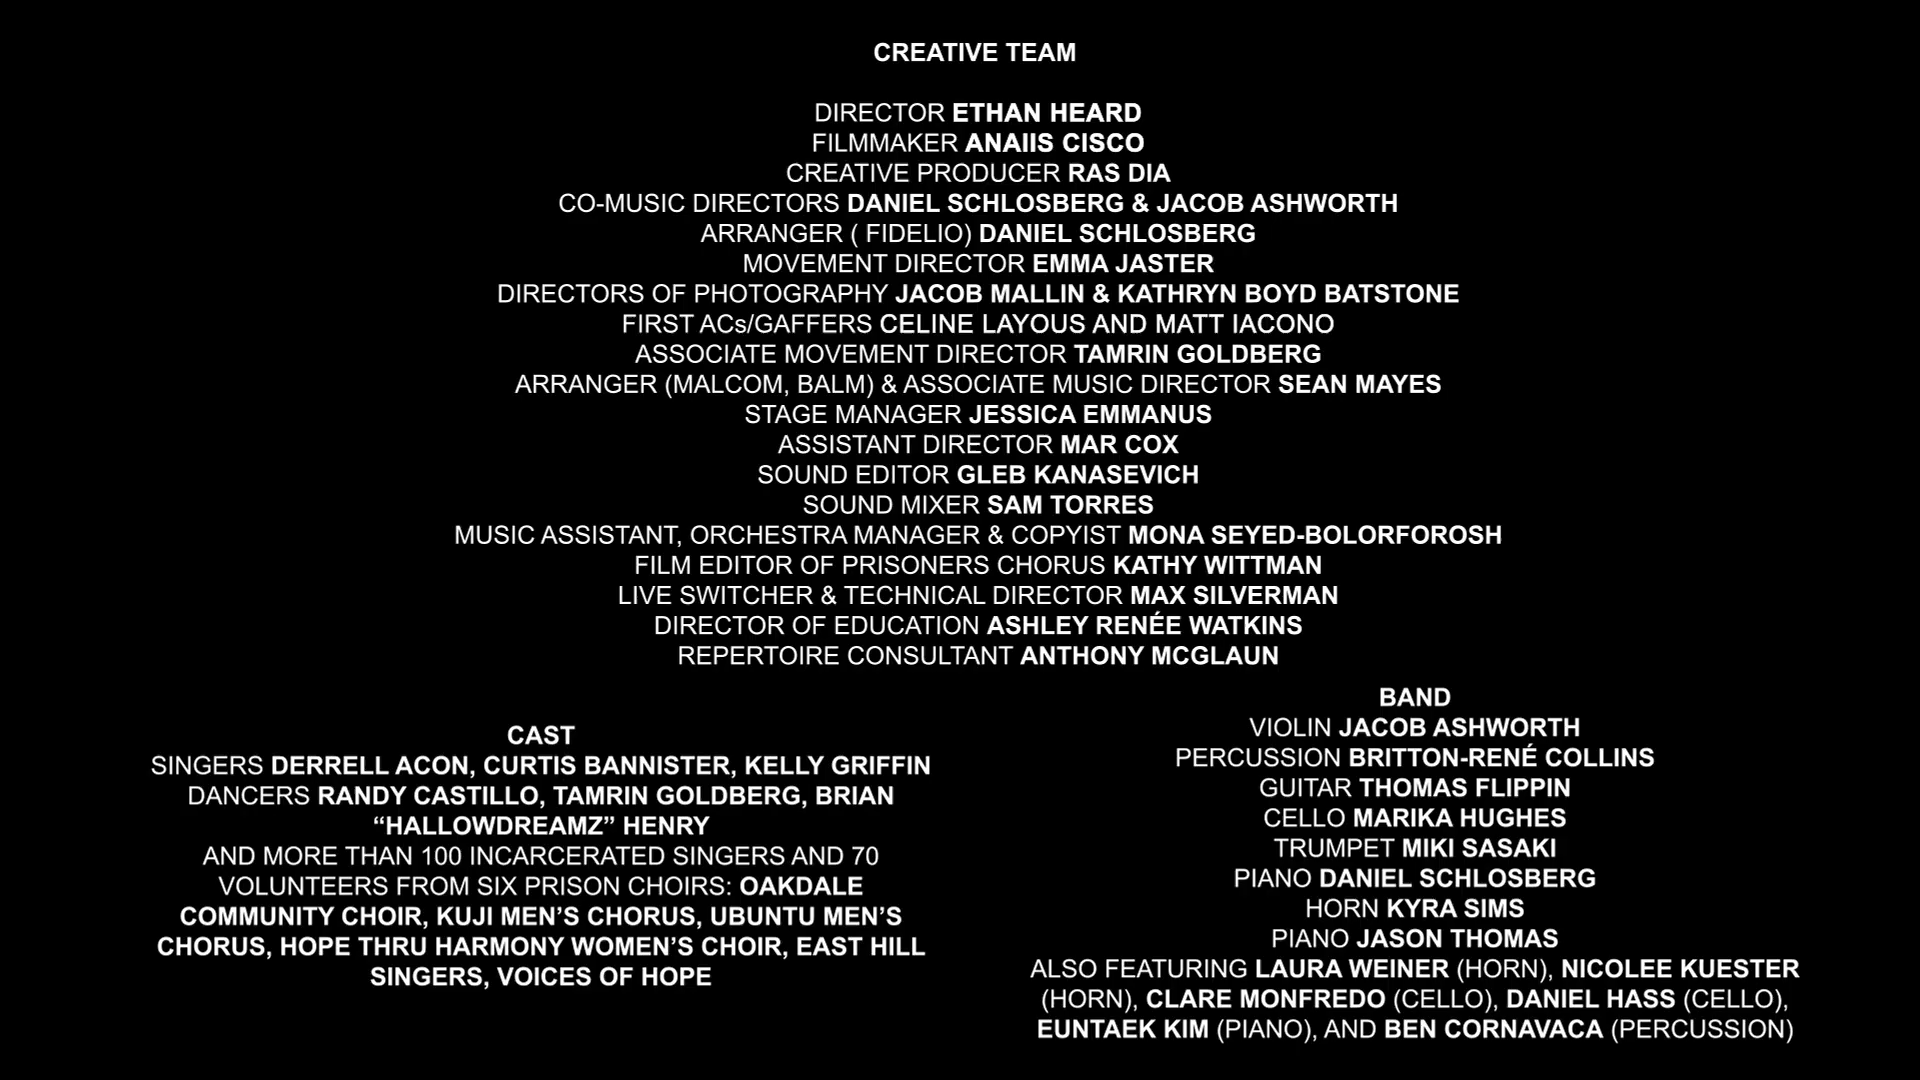 CREATIVE TEAM
DIRECTOR ETHAN HEARD
FILMMAKER ANAIIS CISCO
CREATIVE PRODUCER RAS DIA
CO-MUSIC DIRECTORS DANIEL SCHLOSBERG & JACOB ASHWORTH
ARRANGER ( FIDELIO) DANIEL SCHLOSBERG
MOVEMENT DIRECTOR EMMA JASTER
DIRECTORS OF PHOTOGRAPHY JACOB MALLIN & KATHRYN BOYD BATSTONE
FIRST ACs/GAFFERS CELINE LAYOUS AND MATT IACONO
ASSOCIATE MOVEMENT DIRECTOR TAMRIN GOLDBERG
ARRANGER (MALCOM, BALM) & ASSOCIATE MUSIC DIRECTOR SEAN MAYES
STAGE MANAGER JESSICA EMMANUS
ASSISTANT DIRECTOR MAR COX
SOUND EDITOR GLEB KANASEVICH
SOUND MIXER SAM TORRES
MUSIC ASSISTANT, ORCHESTRA MANAGER & COPYIST MONA SEYED-BOLORFOROSH
FILM EDITOR OF PRISONERS CHORUS KATHY WITTMAN
LIVE SWITCHER & TECHNICAL DIRECTOR MAX SILVERMAN
DIRECTOR OF EDUCATION ASHLEY RENÉE WATKINS
REPERTOIRE CONSULTANT ANTHONY MCGLAUN
CAST
SINGERS DERRELL ACON, CURTIS BANNISTER, KELLY GRIFFIN
DANCERS RANDY CASTILLO, TAMRIN GOLDBERG, BRIAN
“HALLOWDREAMZ” HENRY
AND MORE THAN 100 INCARCERATED SINGERS AND 70
VOLUNTEERS FROM SIX PRISON CHOIRS: OAKDALE
COMMUNITY CHOIR, KUJI MEN’S CHORUS, UBUNTU MEN’S
CHORUS, HOPE THRU HARMONY WOMEN’S CHOIR, EAST HILL
SINGERS, VOICES OF HOPE
BAND
VIOLIN JACOB ASHWORTH
PERCUSSION BRITTON-RENÉ COLLINS
GUITAR THOMAS FLIPPIN
CELLO MARIKA HUGHES
TRUMPET MIKI SASAKI
PIANO DANIEL SCHLOSBERG
HORN KYRA SIMS
PIANO JASON THOMAS
ALSO FEATURING LAURA WEINER (HORN), NICOLEE KUESTER
(HORN), CLARE MONFREDO (CELLO), DANIEL HASS (CELLO),
EUNTAEK KIM (PIANO), AND BEN CORNAVACA (PERCUSSION)